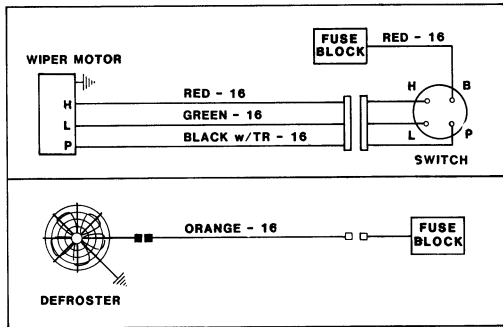 FUSE
BLOCK
RED - 16
WIPER MOTOR
RED - 16
H
B
H
GREEN - 16
L
BLACK w/TR - 16
L
P
P
SWITCH
ORANGE - 16
FUSE
BLOCK
DEFROSTER